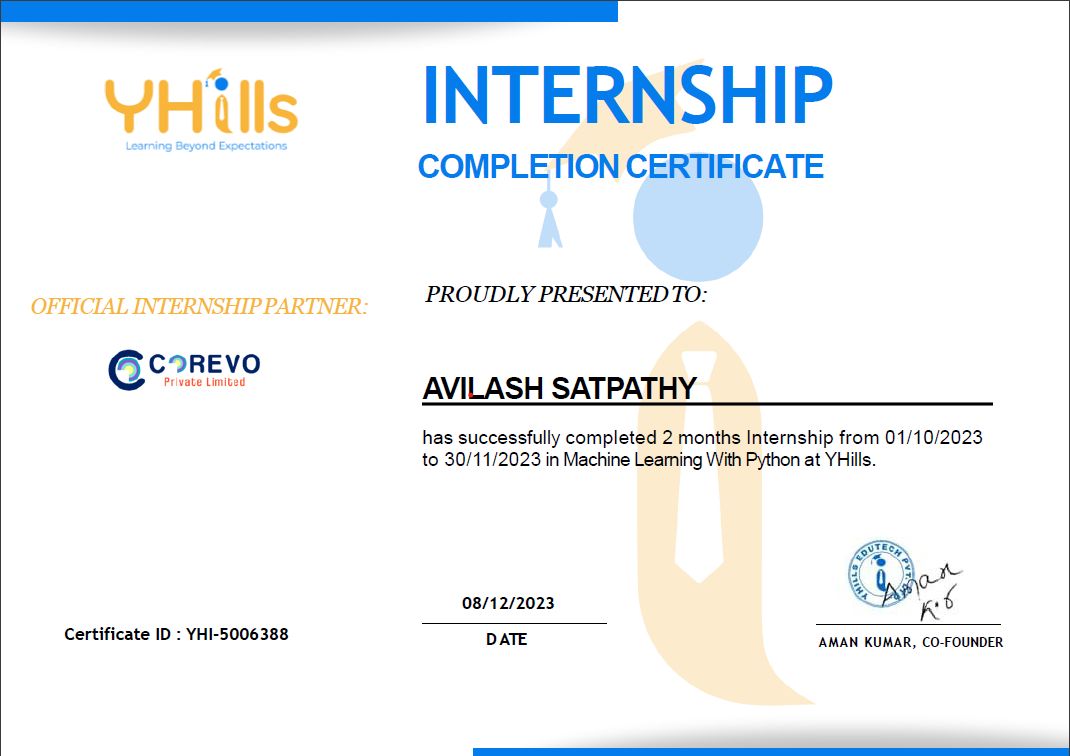 YHills
Learning Beyond Expectations
INTERNSHIP
COMPLETION CERTIFICATE
OFFICIAL INTERNSHIP PARTNER:
COREVO
Private Limited
PROUDLY PRESENTED TO:
AVILASH SATPATHY
has successfully completed 2 months Internship from 01/10/2023
to 30/11/2023 in Machine Learning With Python at YHills.
YHILLS EDUTECH PVT.
Aman
08/12/2023
DATE
Certificate ID : YHI-5006388
AMAN KUMAR, CO-FOUNDER